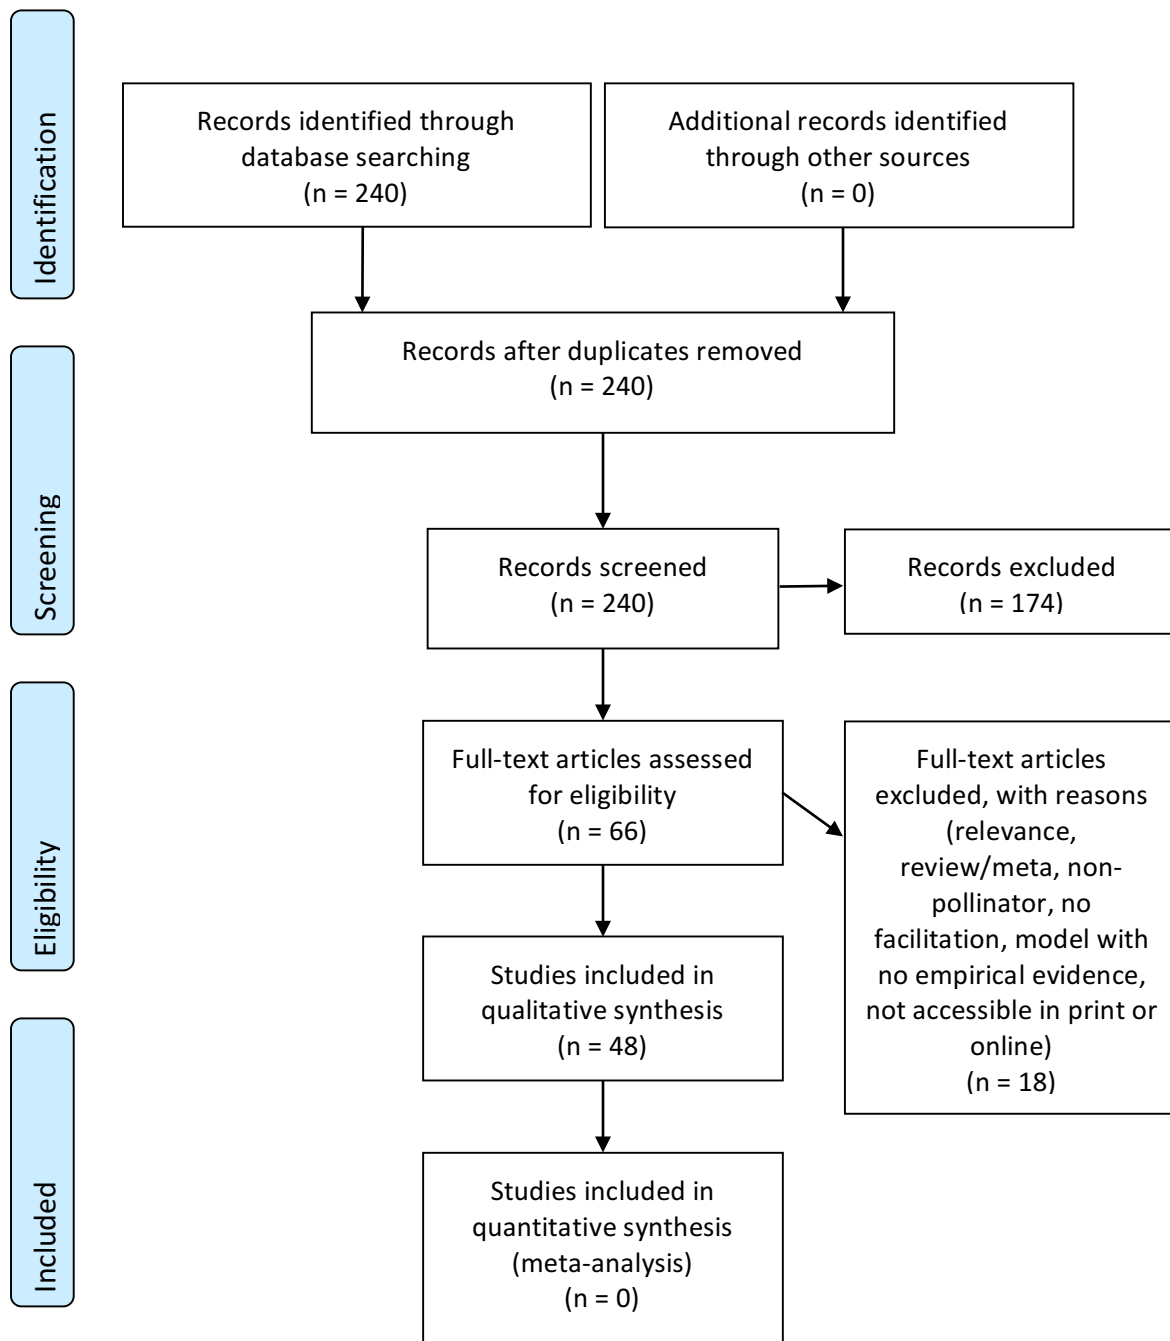 Identification
Records identified through
database searching
(n = 240)
Additional records identified
through other sources
(n = 0)
Records after duplicates removed
(n = 240)
Screening
Records screened
(n = 240)
Records excluded
(n = 174)
Eligibility
Full-text articles assessed
for eligibility
(n = 66)
Full-text articles
excluded, with reasons
(relevance,
review/meta, non-
pollinator, no
facilitation, model with
no empirical evidence,
not accessible in print or
online)
(n = 18)
Studies included in
qualitative synthesis
(n = 48)
Included
Studies included in
quantitative synthesis
(meta-analysis)
(n = 0)